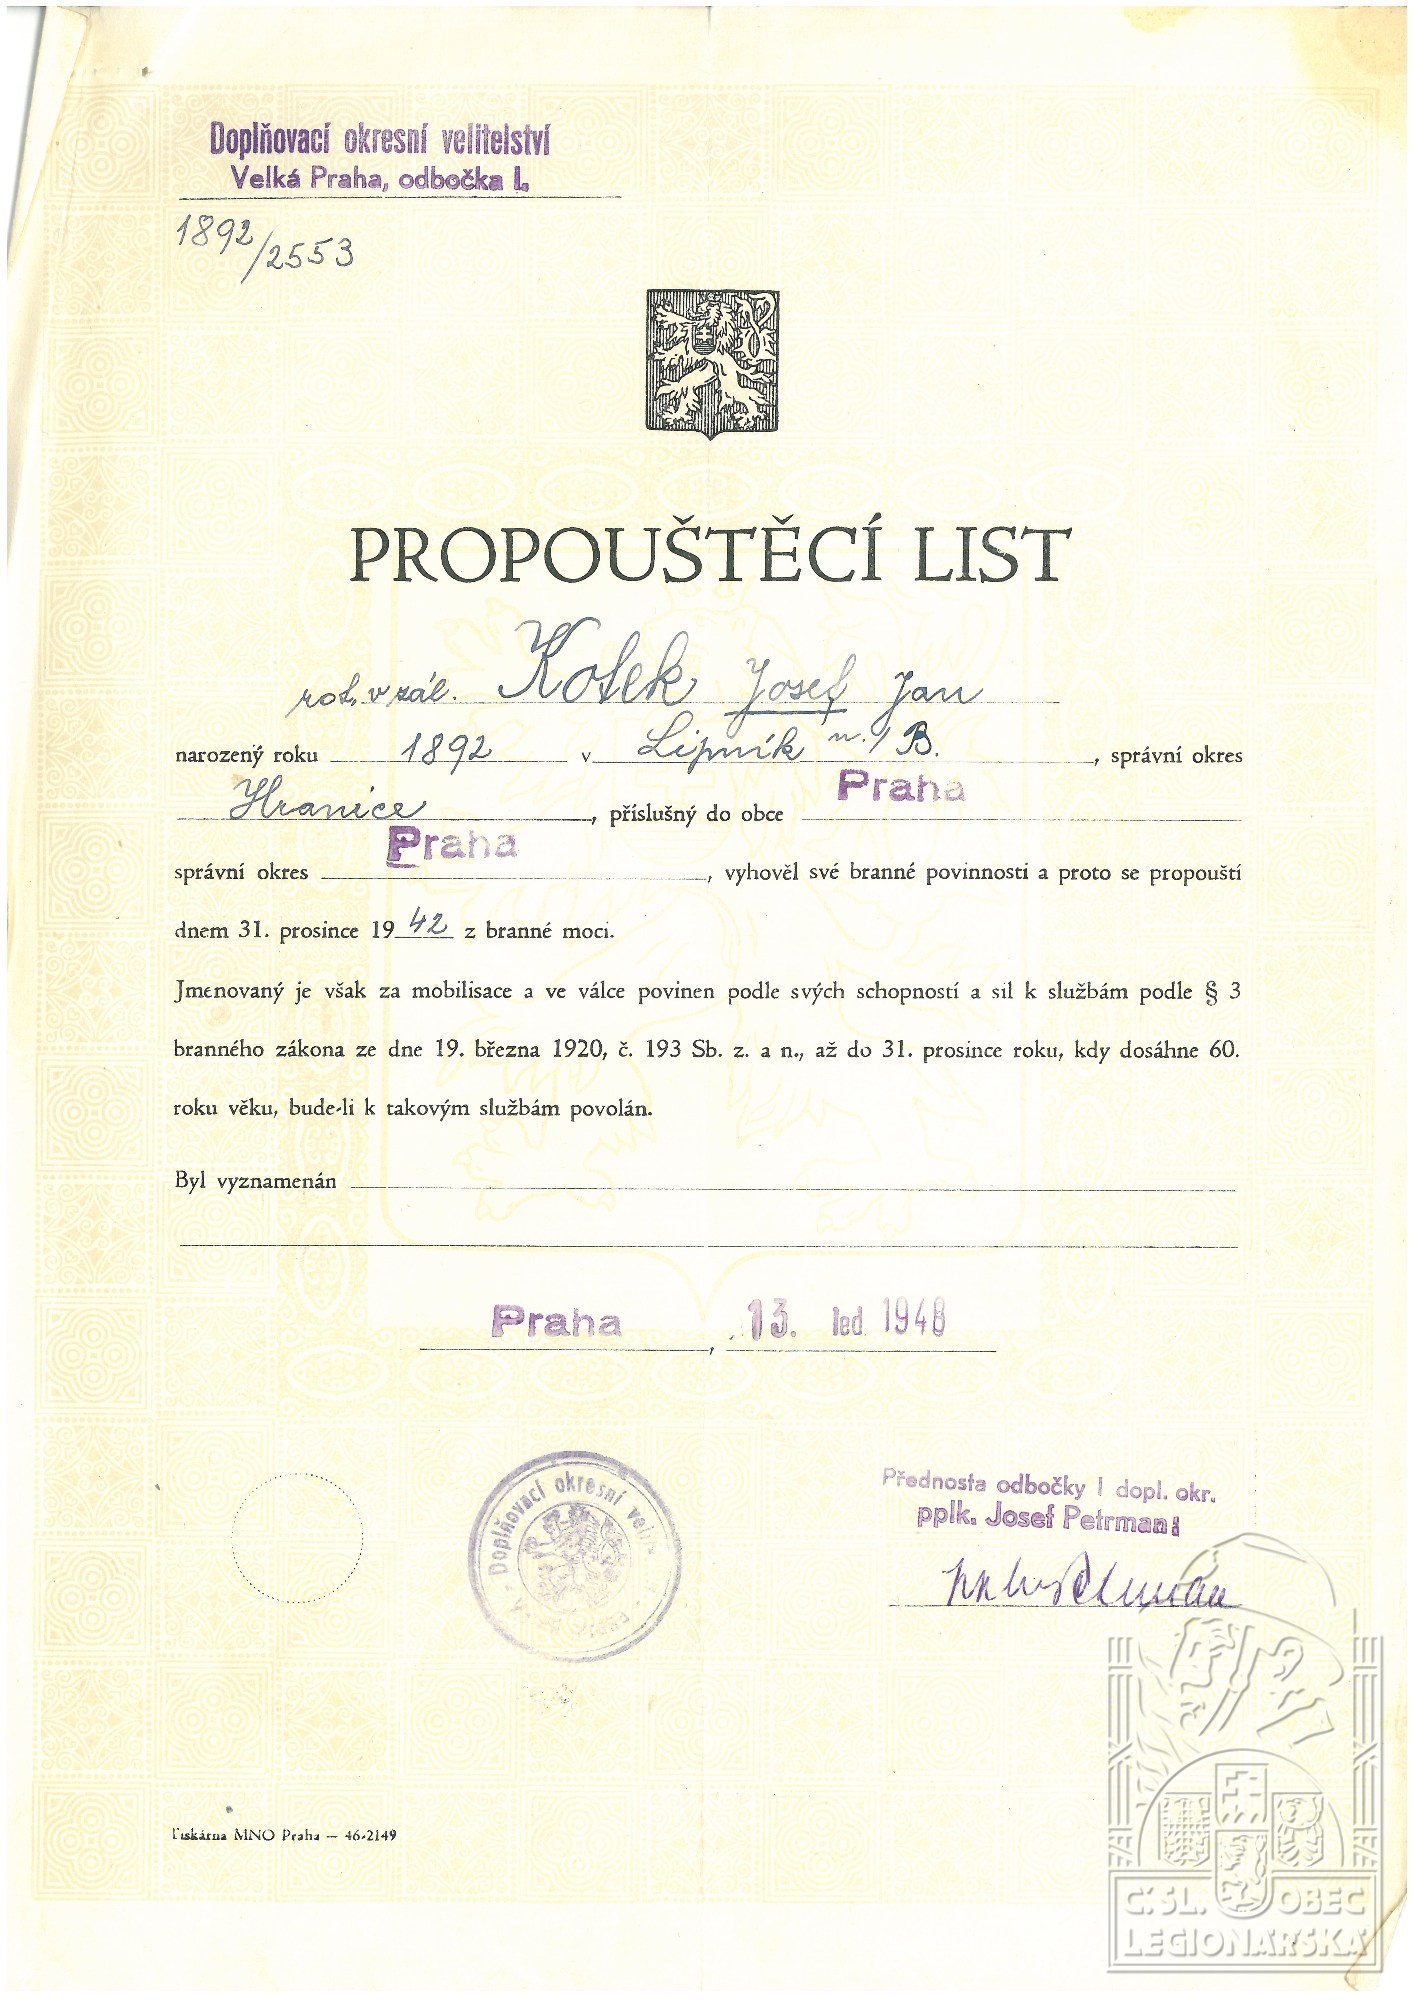 Doplňovací okresní velitelství
Velká Praha, odbočka I.
1892/2553
PROPOUŠTĚCÍ LIST
rot. v zál. Kotek Josef Jan
narozený roku 1892 v Lipník n./B., správní okres
Hranice, příslušný do obce Praha
správní okres Praha, vyhověl své branné povinnosti a proto se propouští
dnem 31. prosince 1942 z branné moci.
Jmenovaný je však za mobilisace a ve válce povinen podle svých schopností a sil k službám podle § 3
branného zákona ze dne 19. března 1920, č. 193 Sb. z. a n., až do 31. prosince roku, kdy dosáhne 60.
roku věku, bude-li k takovým službám povolán.
Byl vyznamenán
Praha, 13. led 1948
Doplňovací okresní
Přednosta odbočky I dopl. okr.
pplk. Josef Petrman
Tiskárna MNO Praha — 46-2149
Č.SL. OBEC
LEGIONÁŘSKÁ